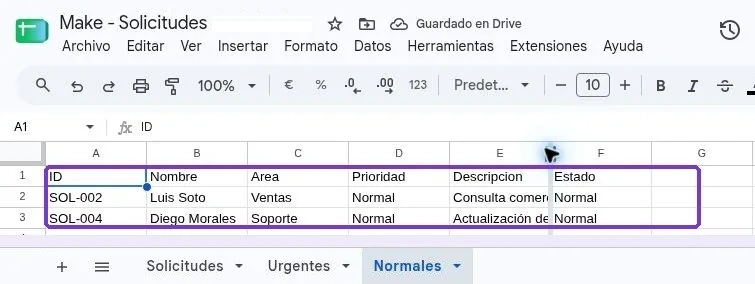 Make - Solicitudes
Guardado en Drive
Archivo Editar Ver Insertar Formato Datos Herramientas Extensiones Ayuda
100% € % .0 .00 123 Predet... − 10 + B I S
A1 fx ID
A B C D E F G
1 ID Nombre Area Prioridad Descripcion Estado
2 SOL-002 Luis Soto Ventas Normal Consulta Normal
3 SOL-004 Diego Morales Soporte Normal Actualización de Normal
+ Solicitudes Urgentes Normales